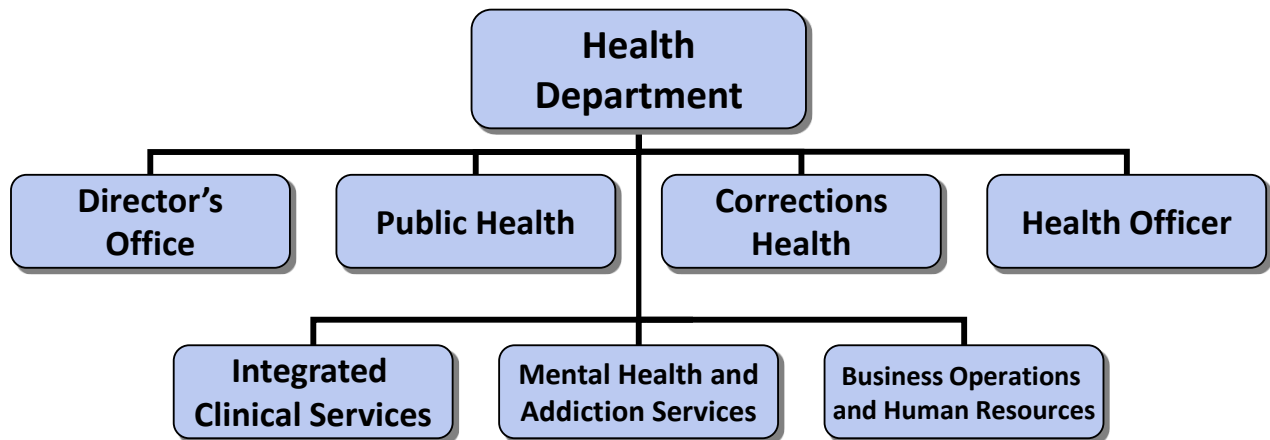 Health
Department
Director’s
Office
Public Health
Corrections
Health
Health Officer
Integrated
Clinical Services
Mental Health and
Addiction Services
Business Operations
and Human Resources